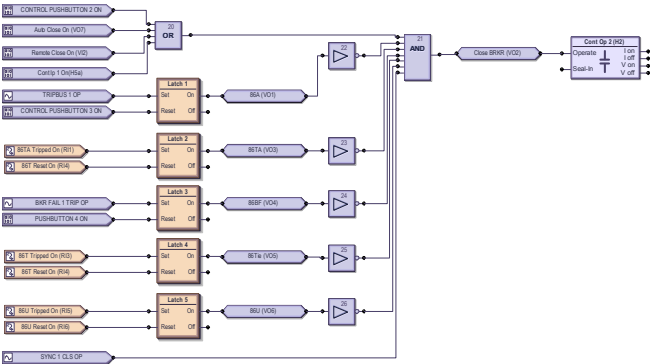 CONTROL PUSHBUTTON 2 ON
Auto Close On (VO7)
Remote Close On (VI2)
Cont Ip 1 On(H5a)
20
OR
21
AND
Close BRKR (VO2)
Cont Op 2 (H2)
Operate
Seal-In
I on
I off
V on
V off
22
TRIPBUS 1 OP
CONTROL PUSHBUTTON 3 ON
Latch 1
Set On
Reset Off
86A (VO1)
86TA Tripped On (RI1)
86T Reset On (RI4)
Latch 2
Set On
Reset Off
86TA (VO3)
23
BKR FAIL 1 TRIP OP
PUSHBUTTON 4 ON
Latch 3
Set On
Reset Off
86BF (VO4)
24
86T Tripped On (RI3)
86T Reset On (RI4)
Latch 4
Set On
Reset Off
86Tie (VO5)
25
86U Tripped On (RI5)
86U Reset On (RI6)
Latch 5
Set On
Reset Off
86U (VO6)
26
SYNC 1 CLS OP